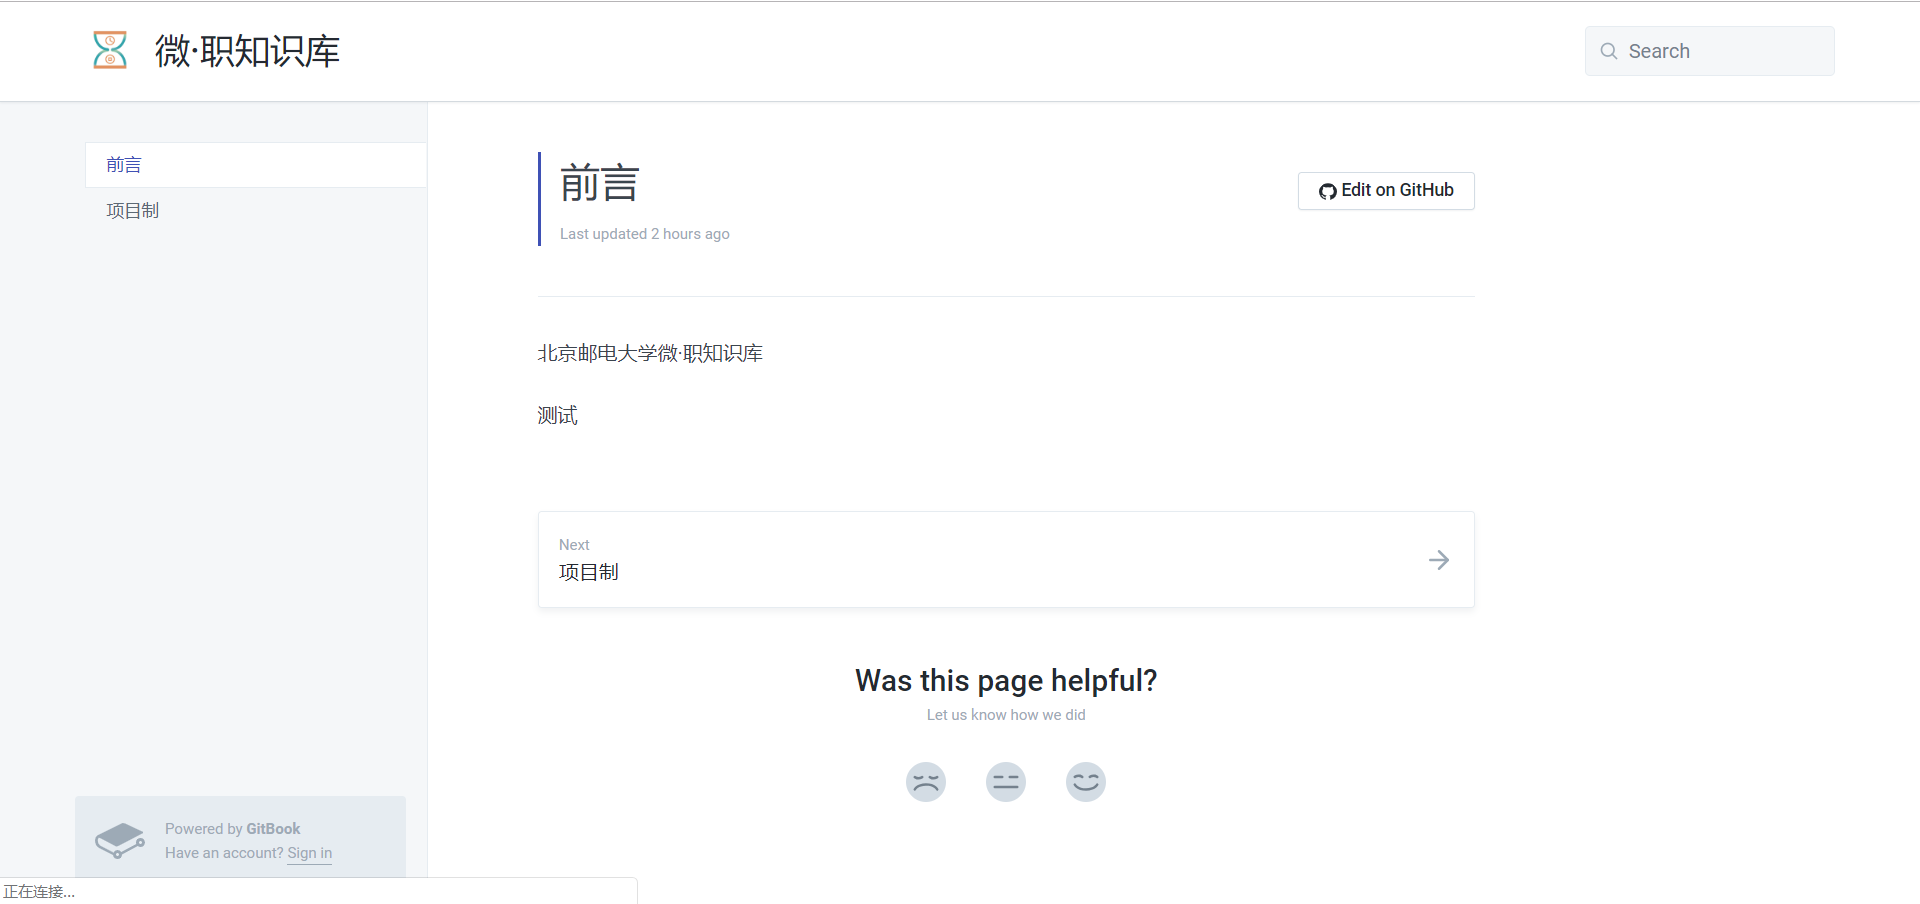 微·职知识库
Search
前言
项目制
前言
Edit on GitHub
Last updated 2 hours ago
北京邮电大学微·职知识库
测试
Next
项目制
Was this page helpful?
Let us know how we did
Powered by GitBook
Have an account? Sign in
正在连接...